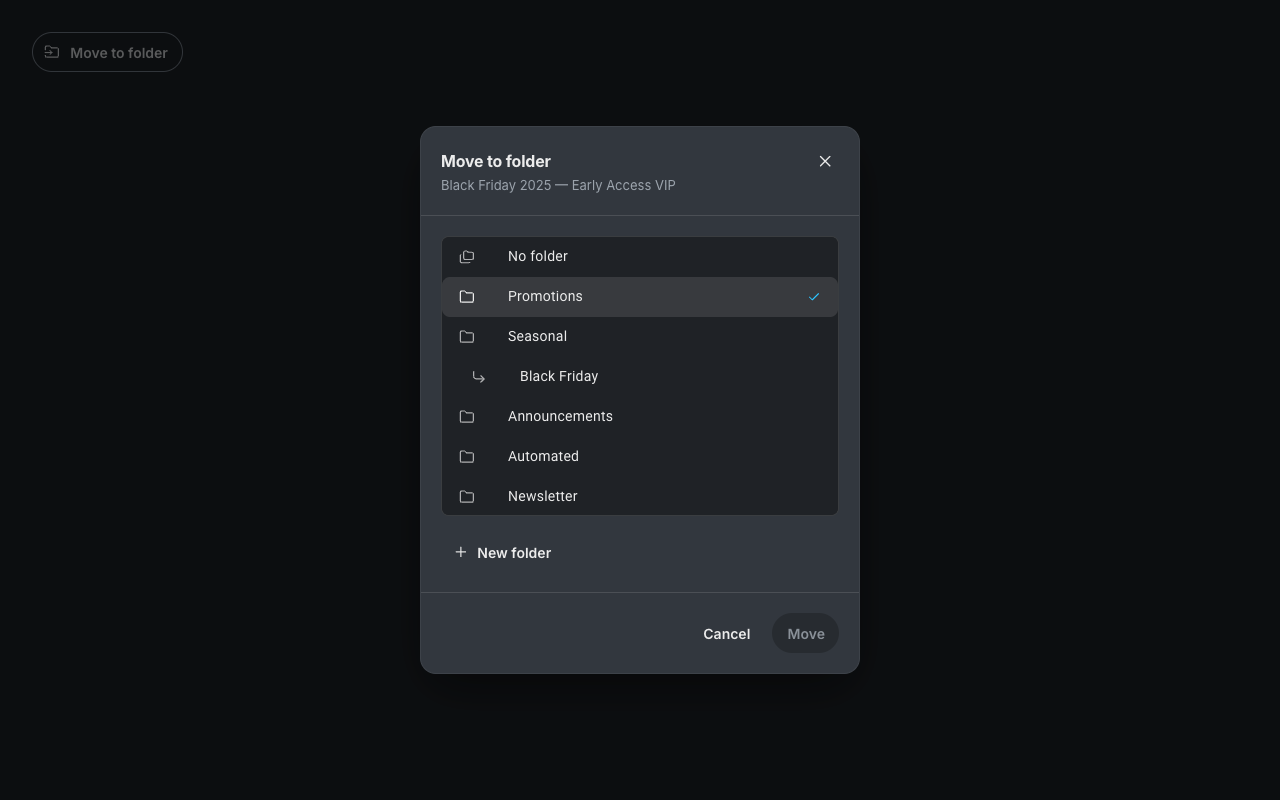 Move to folder
Move to folder
Black Friday 2025 — Early Access VIP
No folder
Promotions
Seasonal
Black Friday
Announcements
Automated
Newsletter
New folder
Cancel
Move